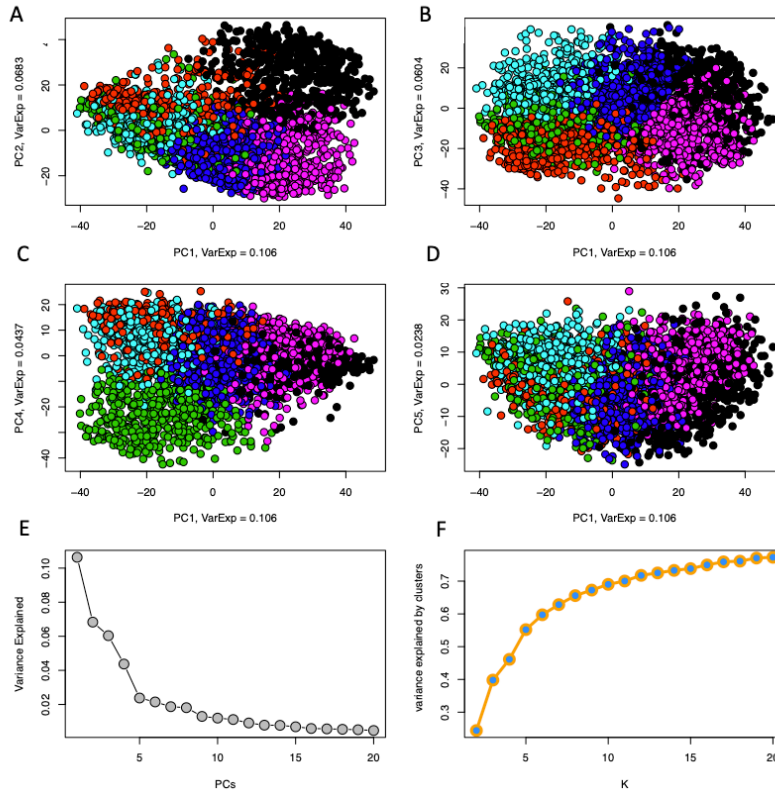 A
B
PC2, VarExp = 0.0683
20
0
−20
−40 −20 0 20 40
PC1, VarExp = 0.106
PC3, VarExp = 0.0604
40
20
0
−20
−40
−40 −20 0 20 40
PC1, VarExp = 0.106
C
D
PC4, VarExp = 0.0437
20
10
0
−20
−40
−40 −20 0 20 40
PC1, VarExp = 0.106
PC5, VarExp = 0.0238
30
20
10
0
−10
−20
−40 −20 0 20 40
PC1, VarExp = 0.106
E
F
Variance Explained
0.10
0.08
0.06
0.04
0.02
5 10 15 20
PCs
variance explained by clusters
0.7
0.6
0.5
0.4
0.3
5 10 15 20
K